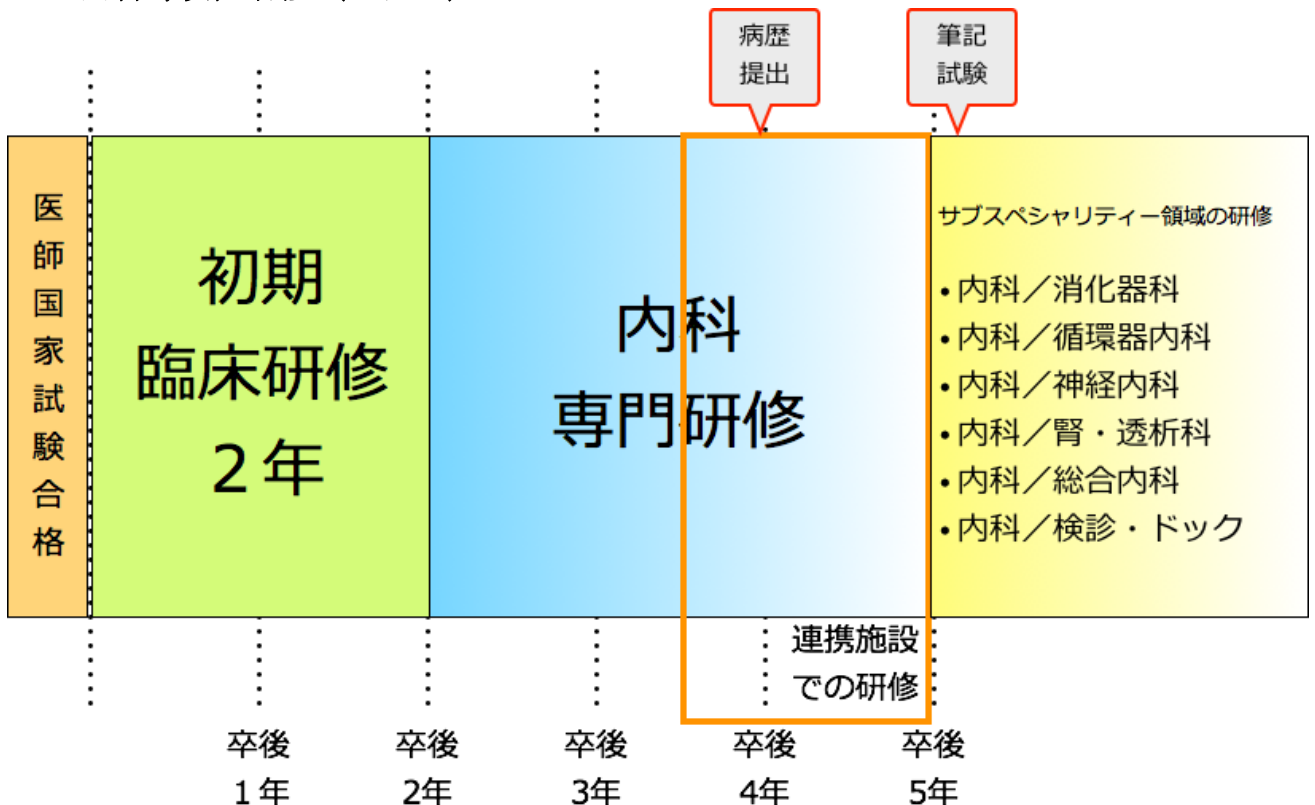 病歴
提出
筆記
試験
医師国家試験合格
初期
臨床研修
２年
内科
専門研修
サブスペシャリティー領域の研修
• 内科／消化器科
• 内科／循環器内科
• 内科／神経内科
• 内科／腎・透析科
• 内科／総合内科
• 内科／検診・ドック
連携施設
での研修
卒後
１年
卒後
2年
卒後
3年
卒後
4年
卒後
5年